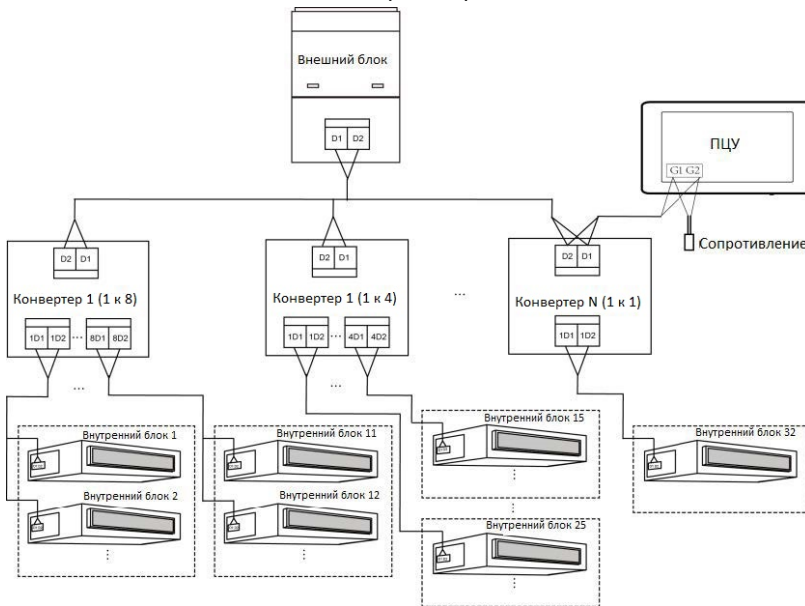 Внешний блок
D1 D2
ПЦУ
G1 G2
Сопротивление
D2 D1
Конвертер 1 (1 к 8)
1D1 1D2 ... 8D1 8D2
...
D2 D1
Конвертер 1 (1 к 4)
1D1 1D2 ... 4D1 4D2
...
...
D2 D1
Конвертер N (1 к 1)
1D1 1D2
Внутренний блок 1
Внутренний блок 2
Внутренний блок 11
Внутренний блок 12
Внутренний блок 15
Внутренний блок 25
Внутренний блок 32